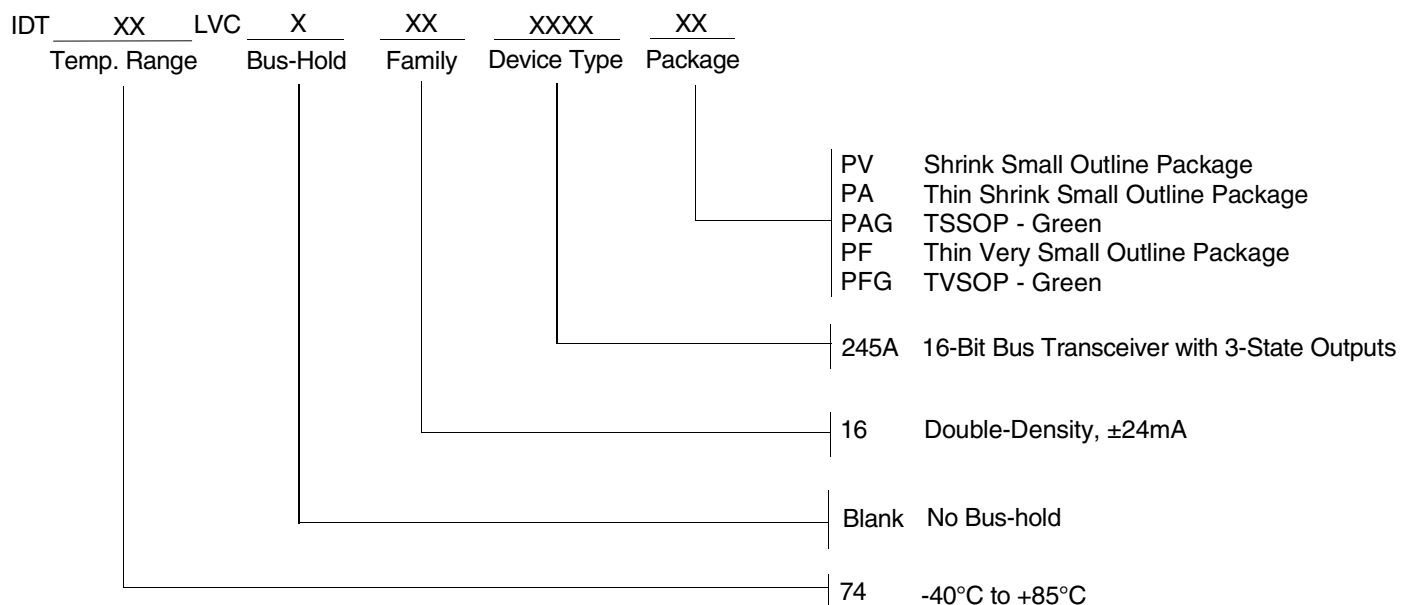 IDT XX LVC X XX XXXX XX
Temp. Range Bus-Hold Family Device Type Package
PV Shrink Small Outline Package
PA Thin Shrink Small Outline Package
PAG TSSOP - Green
PF Thin Very Small Outline Package
PFG TVSOP - Green
245A 16-Bit Bus Transceiver with 3-State Outputs
16 Double-Density, ±24mA
Blank No Bus-hold
74 -40°C to +85°C